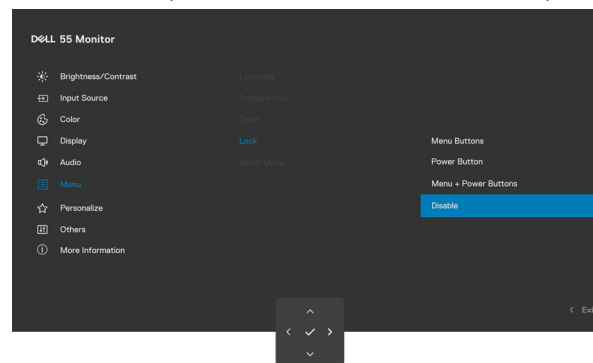 DELL 55 Monitor
Brightness/Contrast
Input Source
Color
Display
Audio
Menu
Personalize
Others
More Information
Language
Transparency
Timer
Lock
Reset Menu
Menu Buttons
Power Button
Menu + Power Buttons
Disable